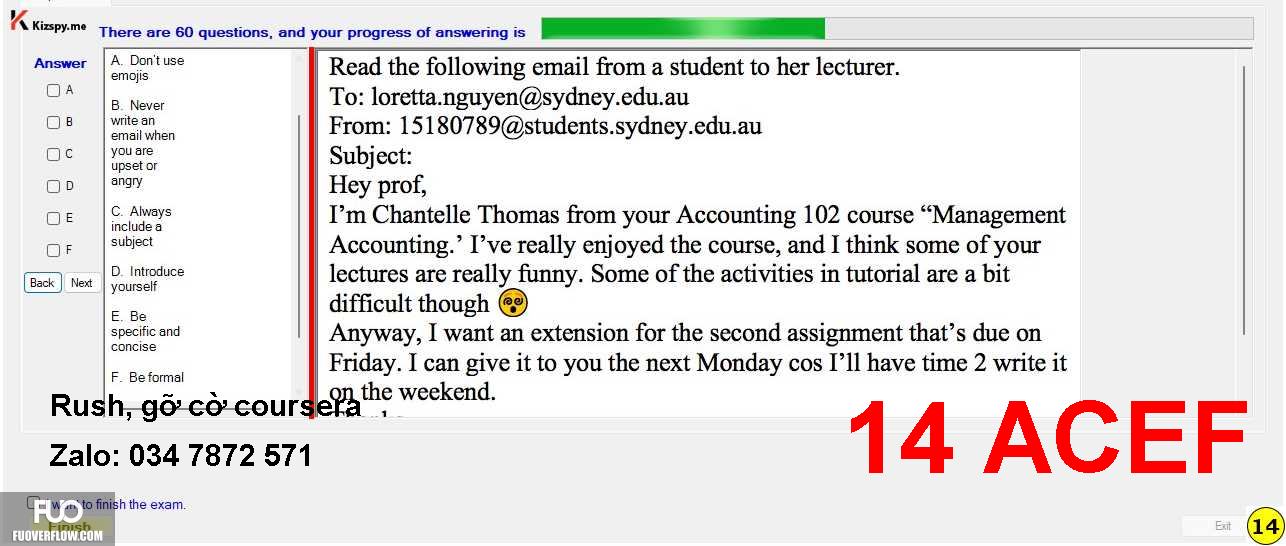 Kizspy.me
There are 60 questions, and your progress of answering is
Answer
A
B
C
D
E
F
Back Next
A. Don't use
emojis
B. Never
write an
email when
you are
upset or
angry
C. Always
include a
subject
D. Introduce
yourself
E. Be
specific and
concise
F. Be formal
Read the following email from a student to her lecturer.
To: loretta.nguyen@sydney.edu.au
From: 15180789@students.sydney.edu.au
Subject:
Hey prof,
I'm Chantelle Thomas from your Accounting 102 course “Management
Accounting.’ I've really enjoyed the course, and I think some of your
lectures are really funny. Some of the activities in tutorial are a bit
difficult though 😵
Anyway, I want an extension for the second assignment that's due on
Friday. I can give it to you the next Monday cos I'll have time 2 write it
on the weekend.
Rush, gỡ cờ coursera
Zalo: 034 7872 571
14 ACEF
I want to finish the exam.
Finish
FUO
FUOVERFLOW.COM
Exit
14